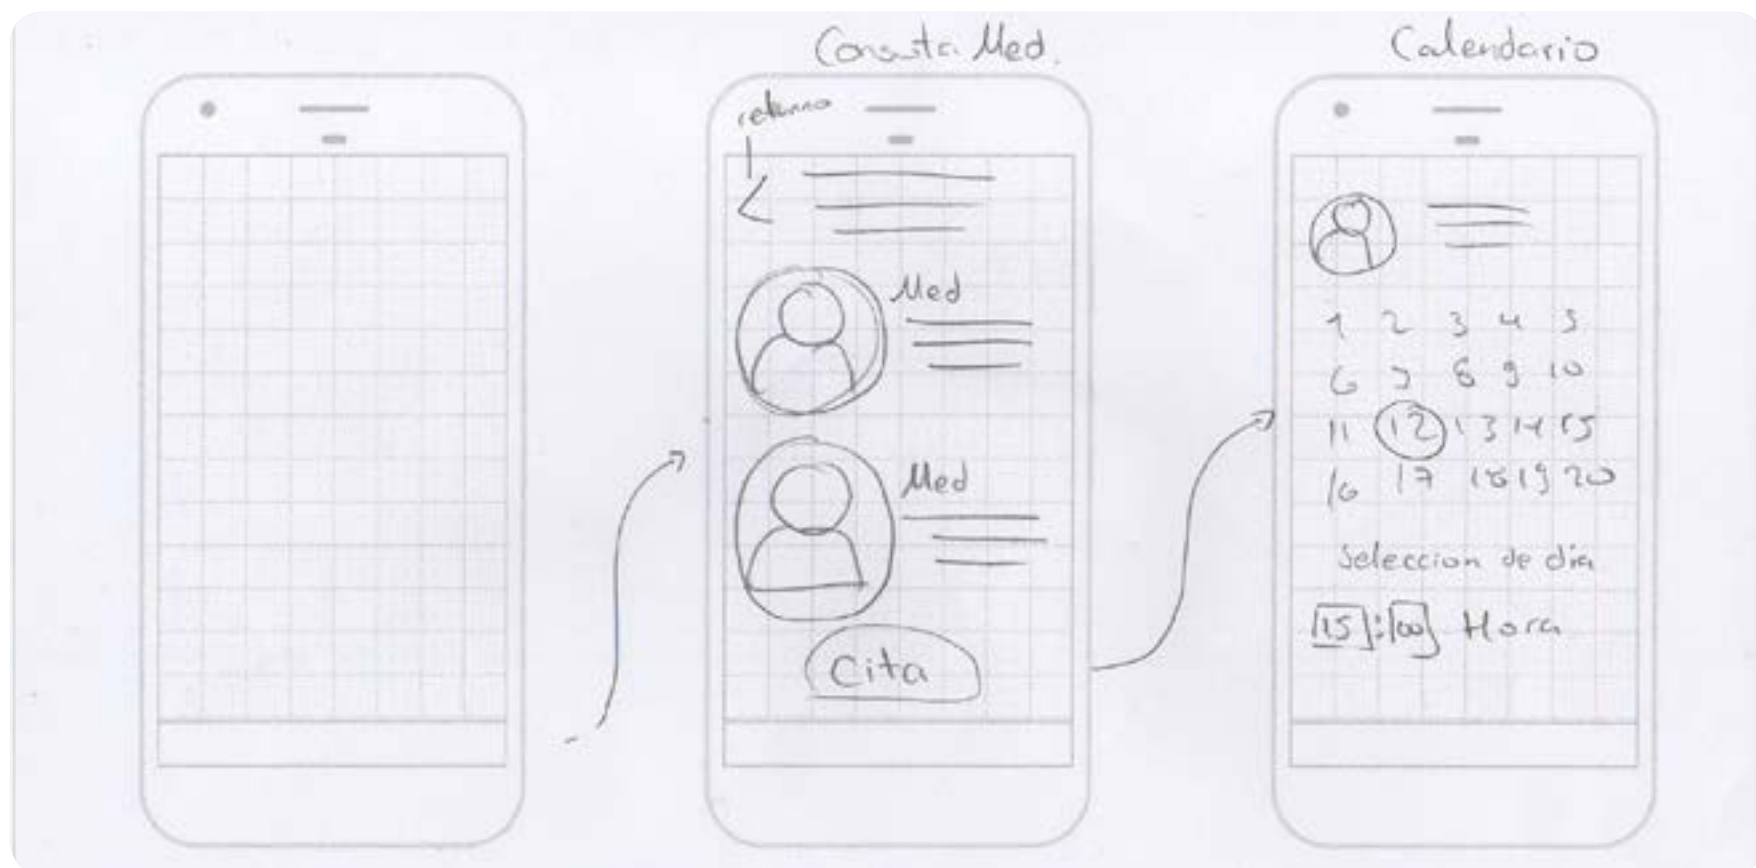 Consulta Med.
Calendario
retorno
Med
Med
Cita
1 2 3 4 5
6 7 8 9 10
11 12 13 14 15
16 17 18 19 20
Seleccion de dia
15:00 Hora